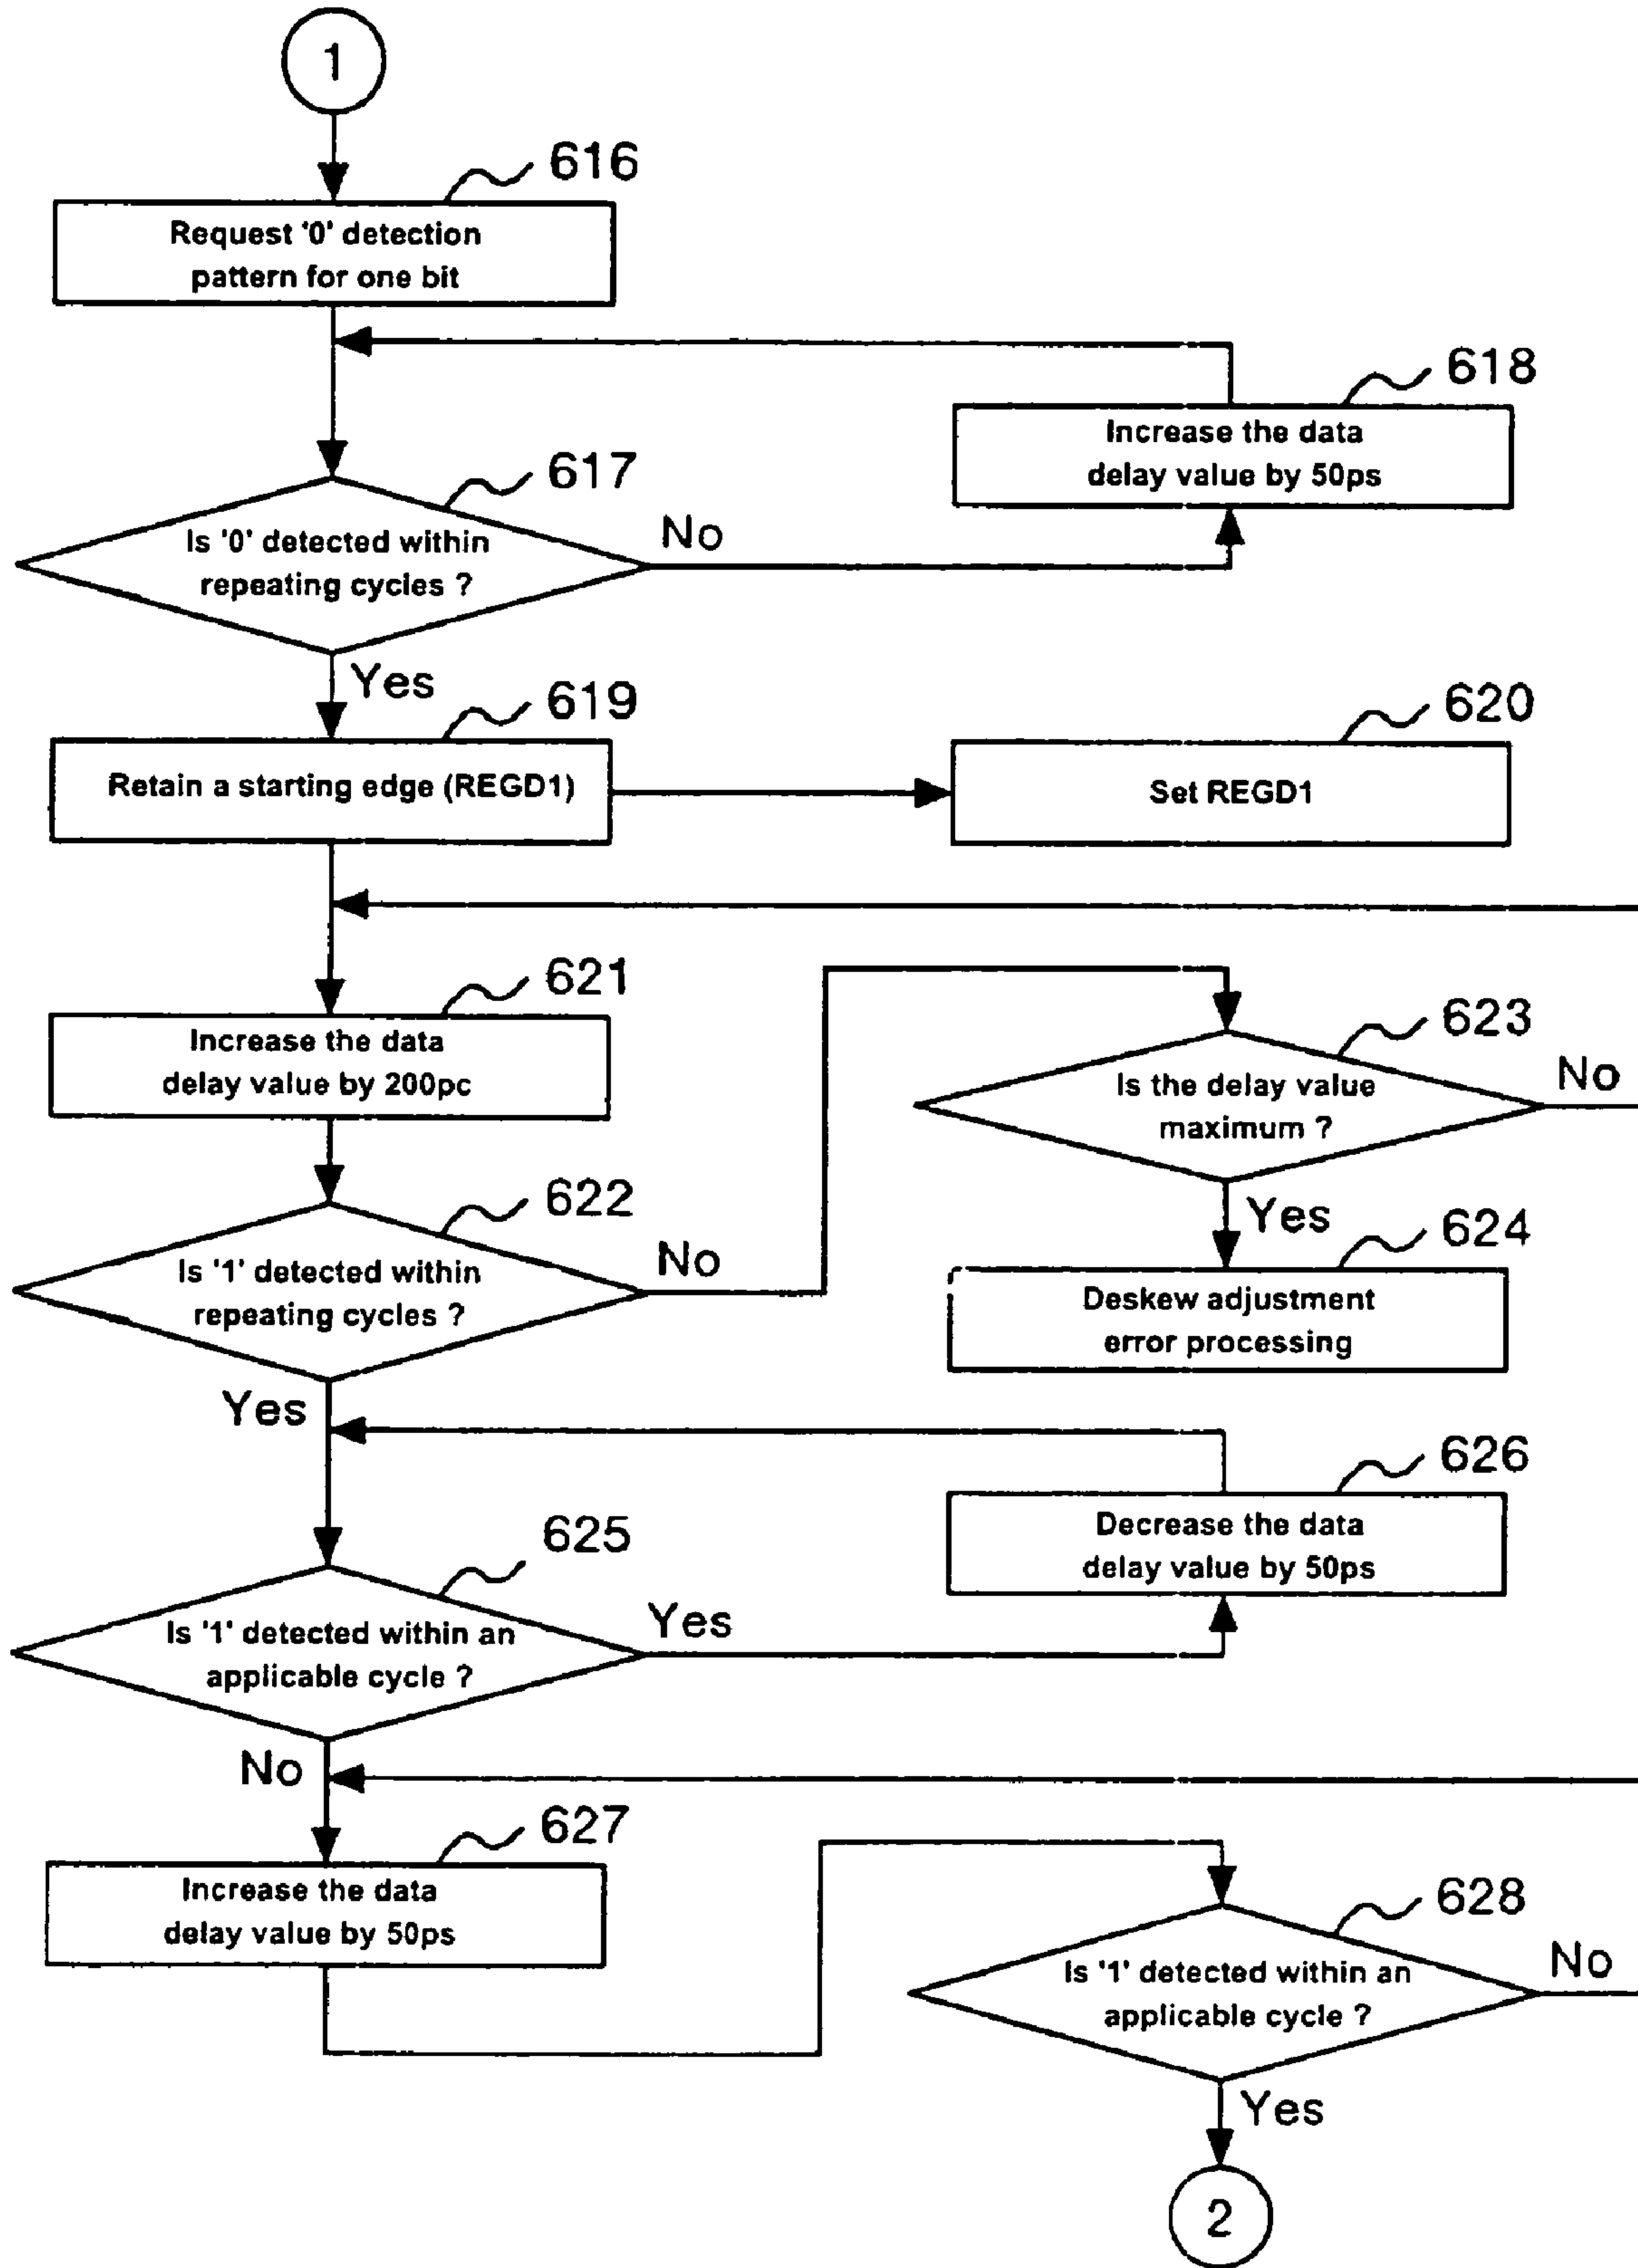 1
616
Request '0' detection
pattern for one bit
618
Increase the data
delay value by 50ps
617
Is '0' detected within
repeating cycles ?
No
Yes
619
Retain a starting edge (REGD1)
620
Set REGD1
621
Increase the data
delay value by 200pc
623
Is the delay value
maximum ?
No
Yes
622
Is '1' detected within
repeating cycles ?
No
Yes
624
Deskew adjustment
error processing
626
Decrease the data
delay value by 50ps
625
Is '1' detected within an
applicable cycle ?
Yes
No
627
Increase the data
delay value by 50ps
628
Is '1' detected within an
applicable cycle ?
No
Yes
2